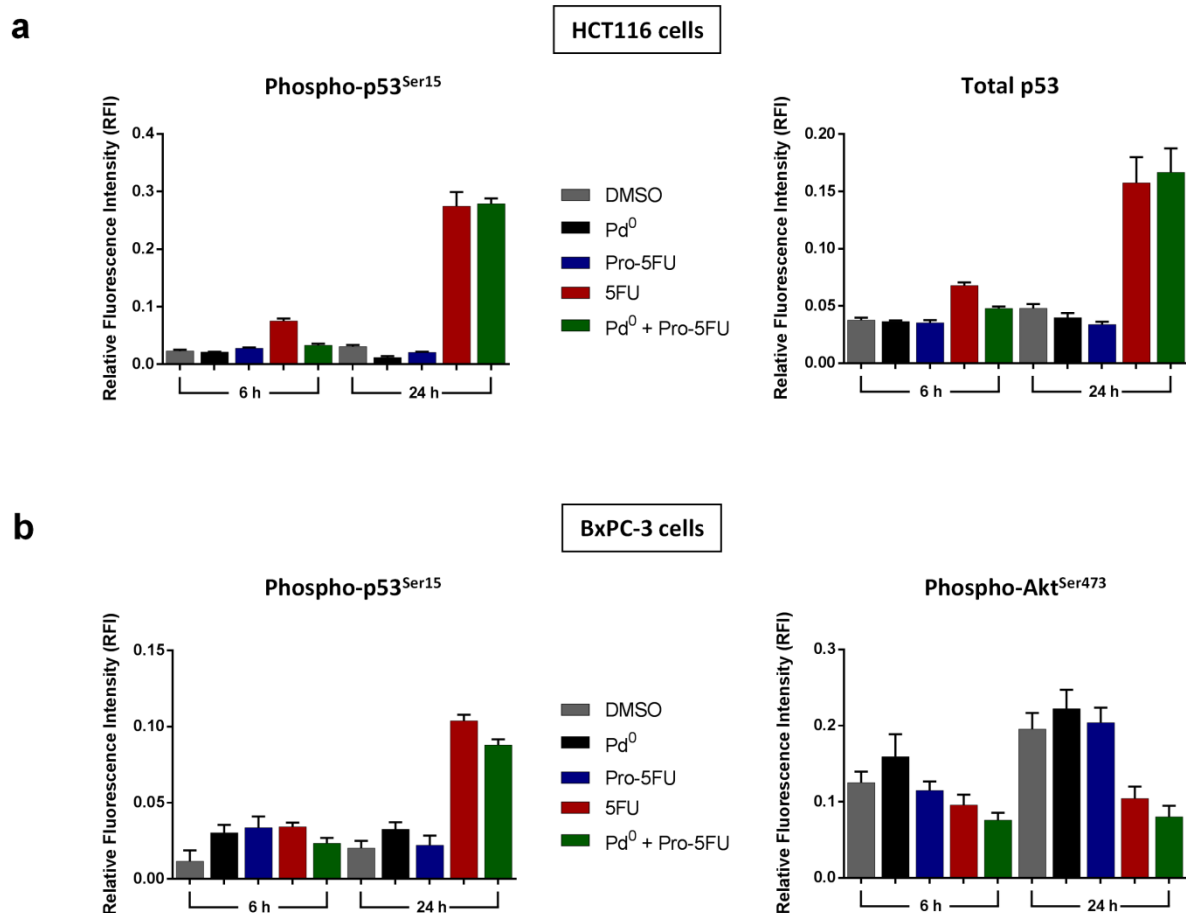 a
HCT116 cells
Phospho-p53Ser15
Relative Fluorescence Intensity (RFI)
0.4
0.3
0.2
0.1
0.0
6 h
24 h
DMSO
Pd0
Pro-5FU
5FU
Pd0 + Pro-5FU
Total p53
Relative Fluorescence Intensity (RFI)
0.20
0.15
0.10
0.05
0.00
6 h
24 h
b
BxPC-3 cells
Phospho-p53Ser15
Relative Fluorescence Intensity (RFI)
0.15
0.10
0.05
0.00
6 h
24 h
DMSO
Pd0
Pro-5FU
5FU
Pd0 + Pro-5FU
Phospho-AktSer473
Relative Fluorescence Intensity (RFI)
0.3
0.2
0.1
0.0
6 h
24 h